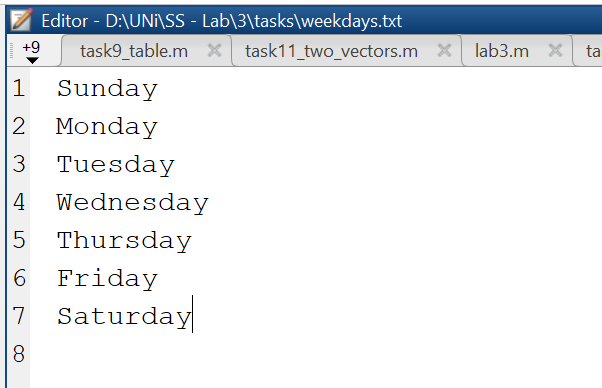 Editor - D:\UNi\SS - Lab\3\tasks\weekdays.txt
+9 task9_table.m task11_two_vectors.m lab3.m ta
1 Sunday
2 Monday
3 Tuesday
4 Wednesday
5 Thursday
6 Friday
7 Saturday
8